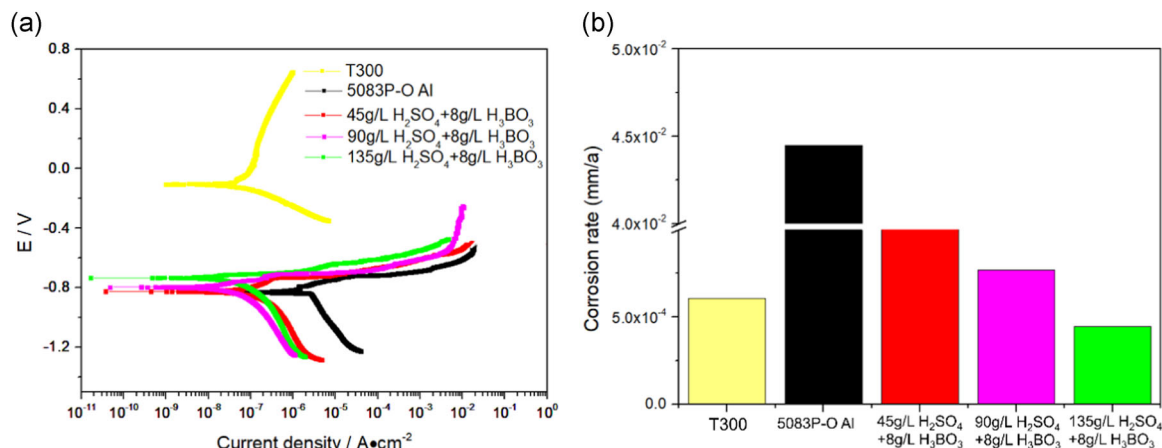 (a)
0.8
0.4
0.0
-0.4
-0.8
-1.2
E / V
T300
5083P-O Al
45g/L H₂SO₄+8g/L H₃BO₃
90g/L H₂SO₄+8g/L H₃BO₃
135g/L H₂SO₄+8g/L H₃BO₃
10⁻¹¹ 10⁻¹⁰ 10⁻⁹ 10⁻⁸ 10⁻⁷ 10⁻⁶ 10⁻⁵ 10⁻⁴ 10⁻³ 10⁻² 10⁻¹ 10⁰
Current density / A•cm⁻²
(b)
5.0x10⁻²
4.5x10⁻²
4.0x10⁻²
5.0x10⁻⁴
0.0
Corrosion rate (mm/a)
T300
5083P-O Al
45g/L H₂SO₄
+8g/L H₃BO₃
90g/L H₂SO₄
+8g/L H₃BO₃
135g/L H₂SO₄
+8g/L H₃BO₃